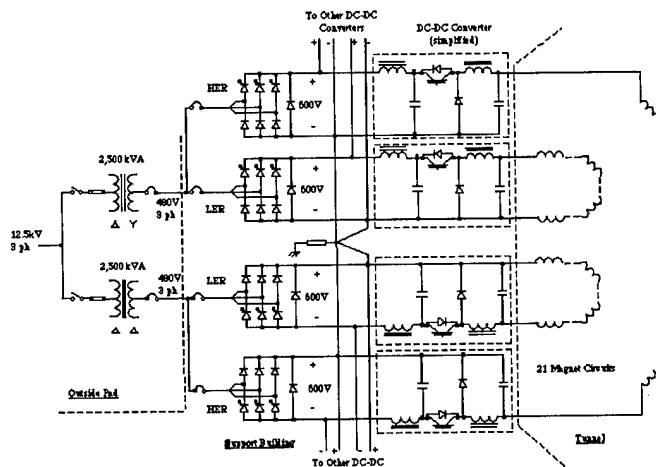 To Other DC-DC
Converters
+ - + -
DC-DC Converter
(simplified)
HER
+
600V
-
2,500 kVA
480V
3 ph
Δ Y
LER
+
600V
-
12.5kV
3 ph
2,500 kVA
480V
3 ph
Δ Δ
LER
+
600V
-
HER
+
600V
-
21 Magnet Circuits
Outside Pad
Support Building
Tunnel
- + - +
To Other DC-DC